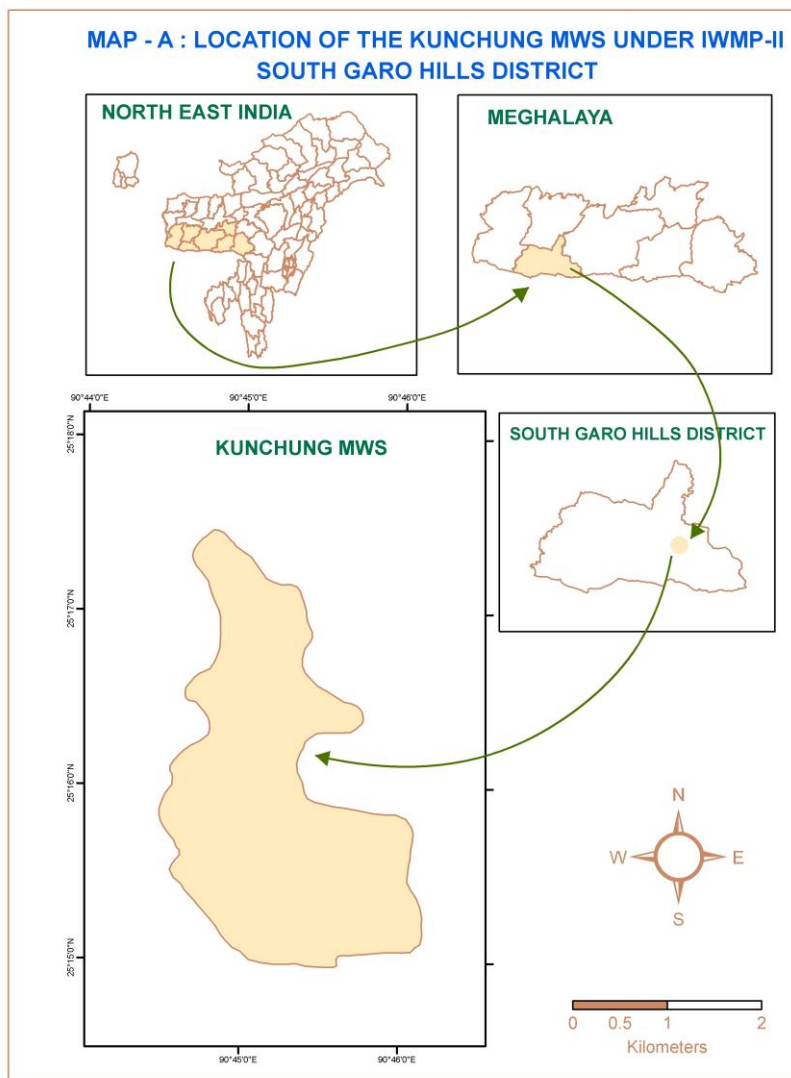 MAP - A : LOCATION OF THE KUNCHUNG MWS UNDER IWMP-II
SOUTH GARO HILLS DISTRICT
NORTH EAST INDIA
MEGHALAYA
90°44'0"E
90°45'0"E
90°46'0"E
KUNCHUNG MWS
SOUTH GARO HILLS DISTRICT
25°18'0"N
25°17'0"N
25°16'0"N
25°15'0"N
N
W
E
S
0 0.5 1 2
Kilometers
90°45'0"E
90°46'0"E